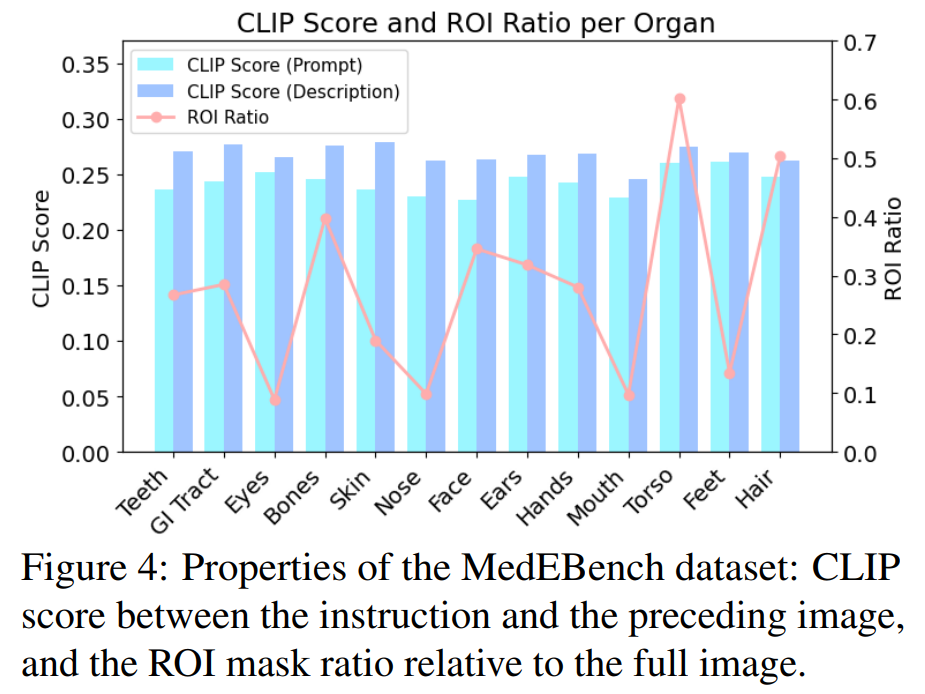 CLIP Score and ROI Ratio per Organ
CLIP Score (Prompt)
CLIP Score (Description)
ROI Ratio
CLIP Score
0.35
0.30
0.25
0.20
0.15
0.10
0.05
0.00
0.7
0.6
0.5
0.4
0.3
0.2
0.1
0.0
ROI Ratio
Teeth
GI Tract
Eyes
Bones
Skin
Nose
Face
Ears
Hands
Mouth
Torso
Feet
Hair
Figure 4: Properties of the MedEBench dataset: CLIP
score between the instruction and the preceding image,
and the ROI mask ratio relative to the full image.